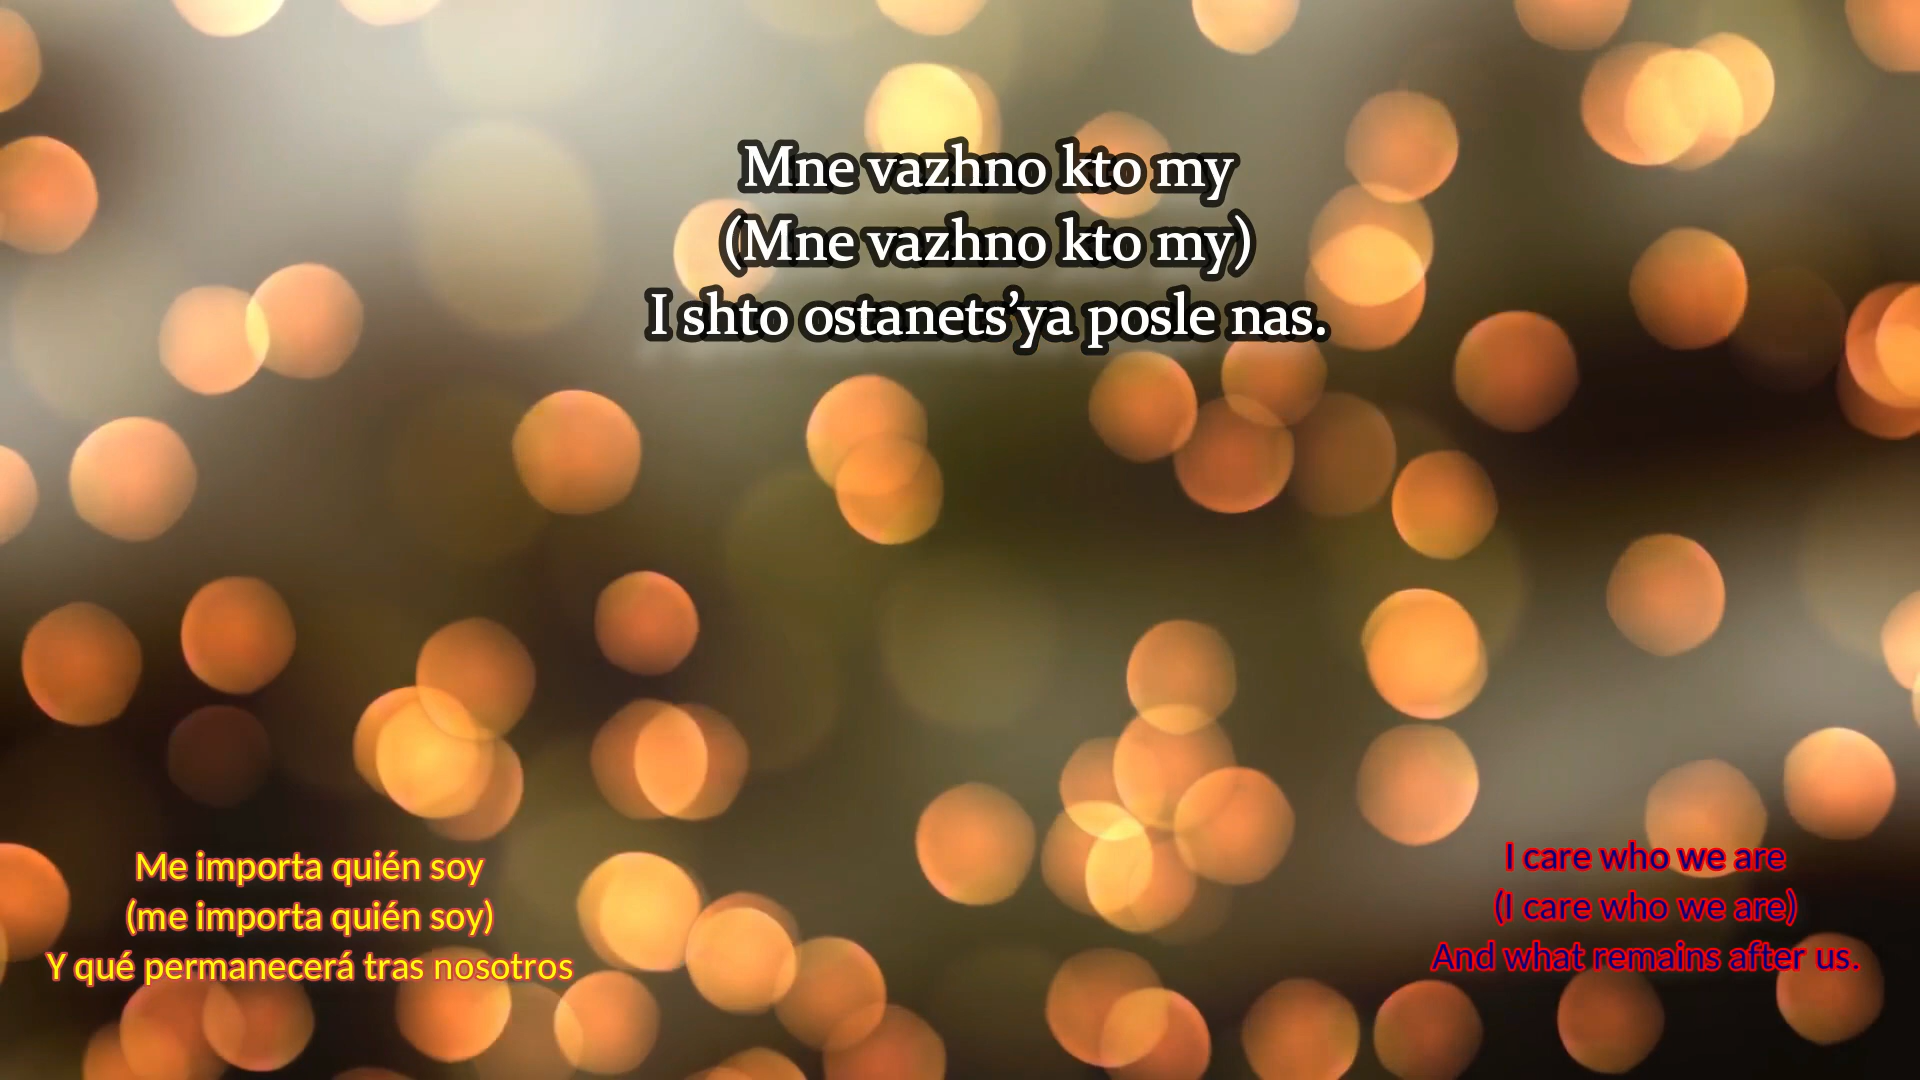 Mne vazhno kto my
(Mne vazhno kto my)
I shto ostanets’ya posle nas.
Me importa quién soy
(me importa quién soy)
Y qué permanecerá tras nosotros
I care who we are
(I care who we are)
And what remains after us.